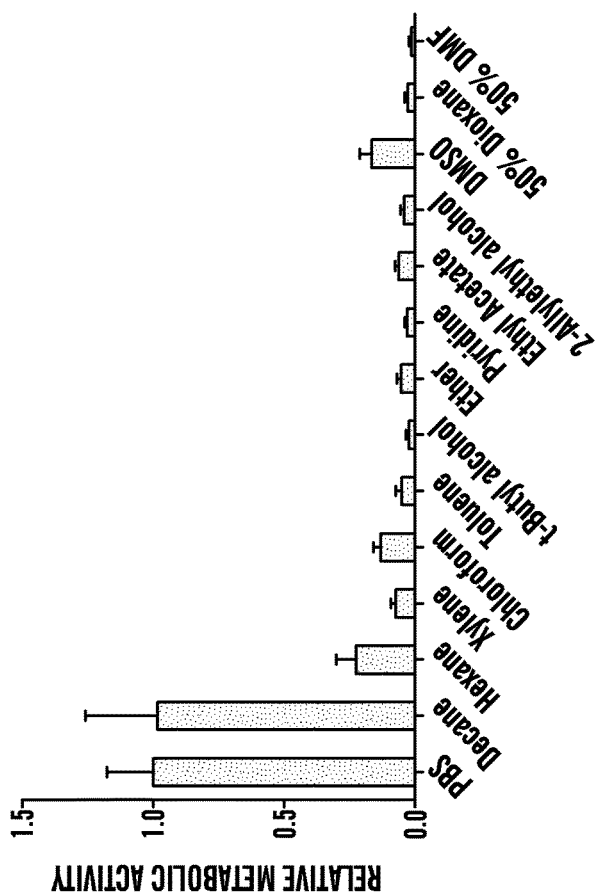 RELATIVE METABOLIC ACTIVITY
1.5
1.0
0.5
0.0
PBS
Decane
Hexane
Xylene
Chloroform
Toluene
t-Butyl alcohol
Ether
Pyridine
Ethyl Acetate
2-Allylethyl alcohol
DMSO
50% Dioxane
50% DMF